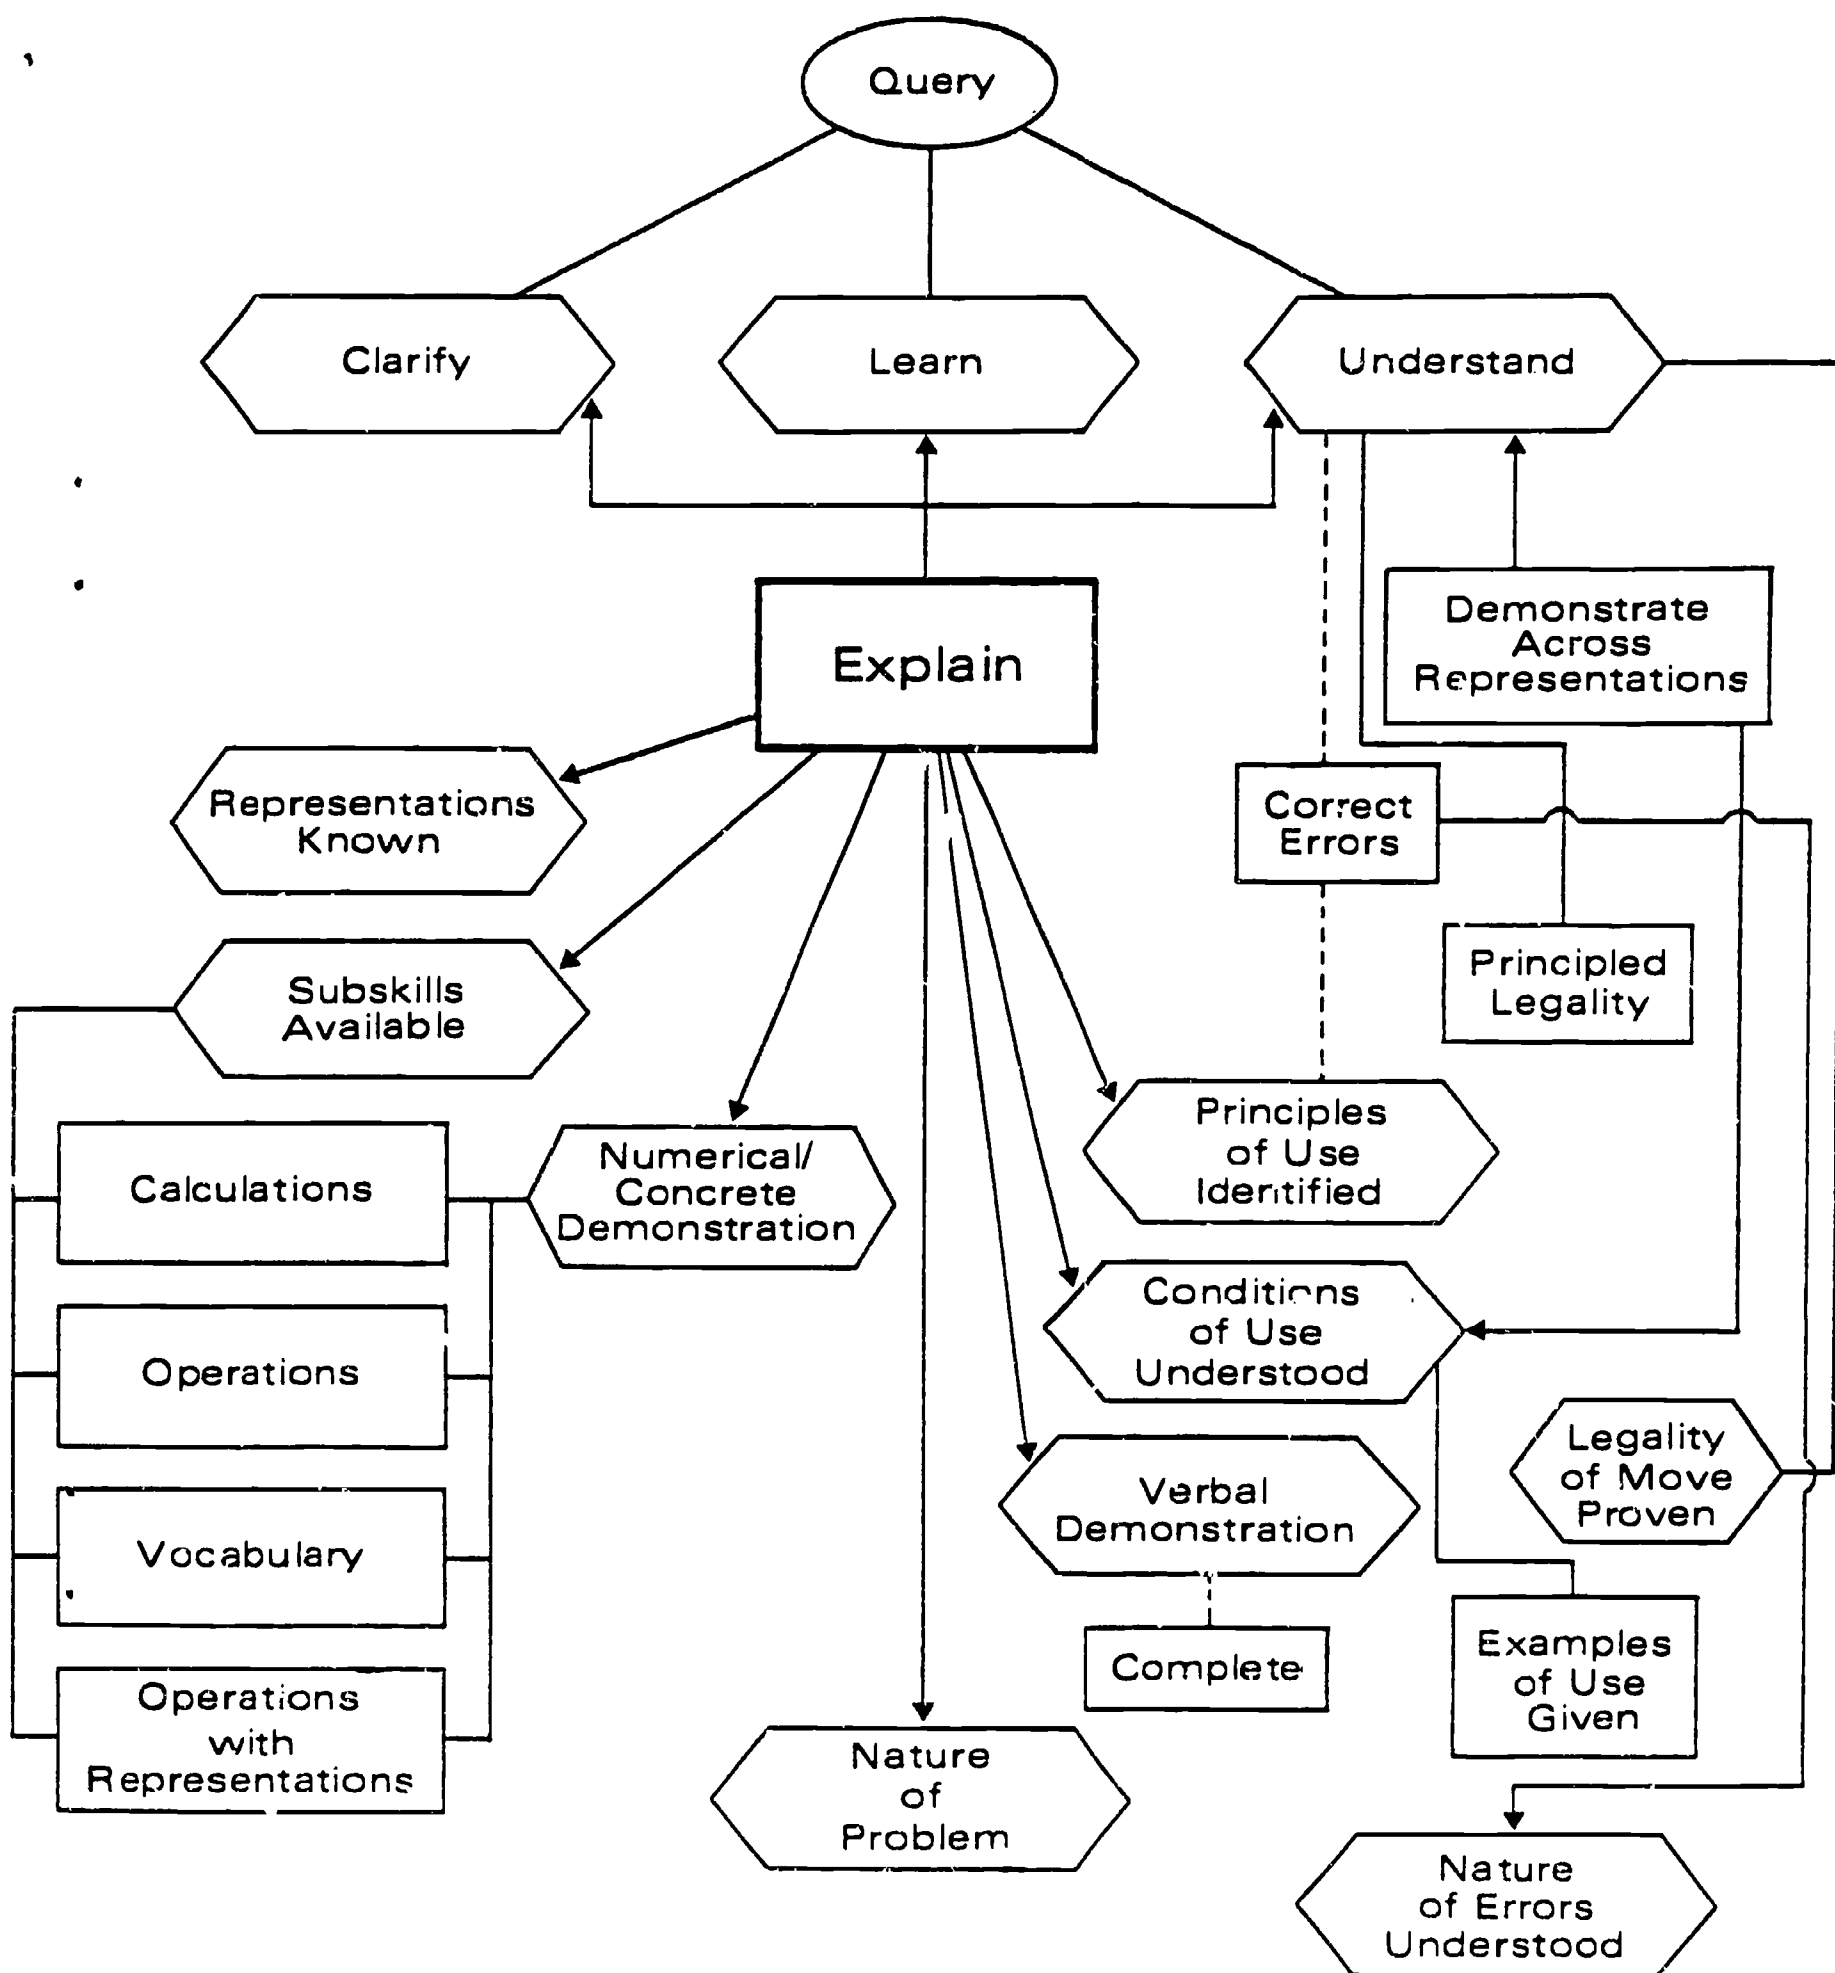 Query
Clarify
Learn
Understand
Explain
Demonstrate
Across
Representations
Representations
Known
Correct
Errors
Subskills
Available
Principled
Legality
Calculations
Numerical/
Concrete
Demonstration
Principles
of Use
Identified
Operations
Conditions
of Use
Understood
Vocabulary
Verbal
Demonstration
Legality
of Move
Proven
Operations
with
Representations
Complete
Examples
of Use
Given
Nature
of
Problem
Nature
of Errors
Understood